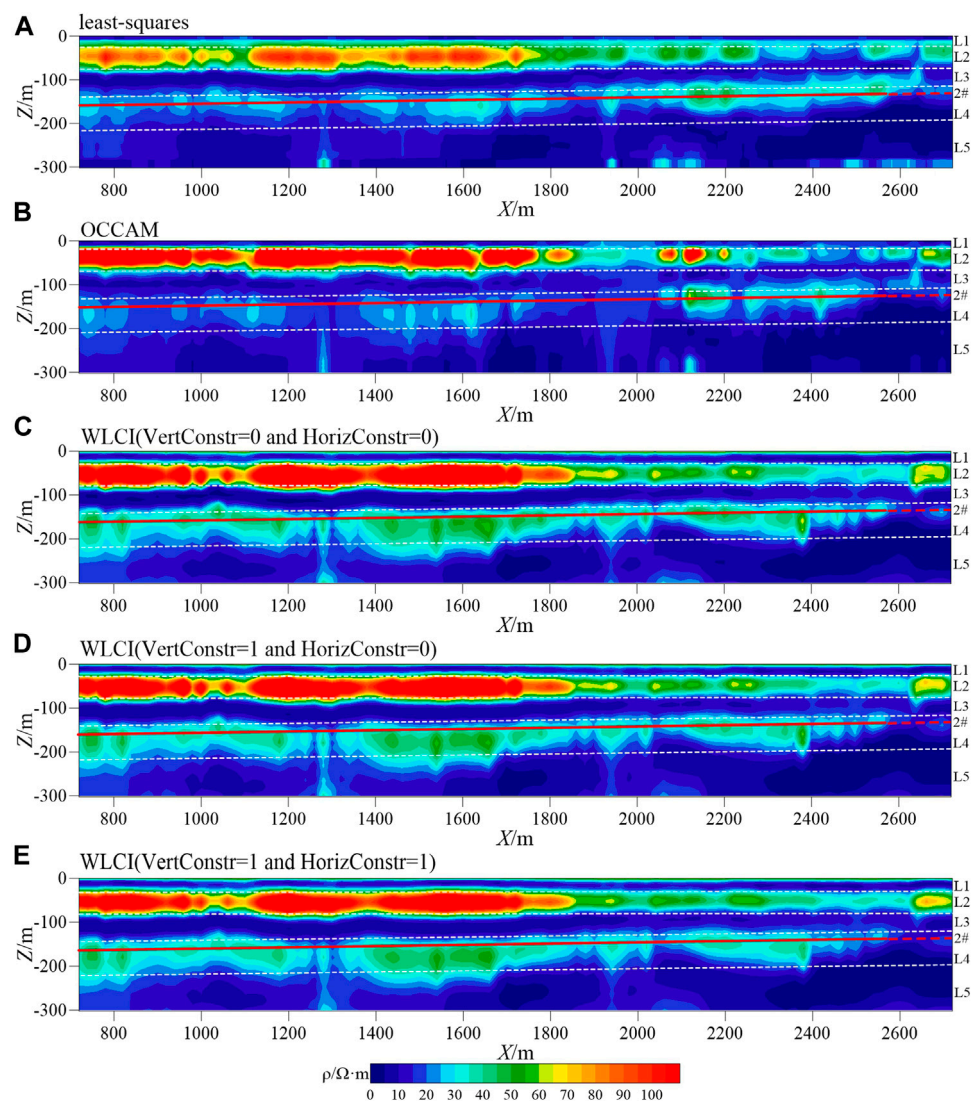 A least-squares
Z/m
0
-100
-200
-300
L1
L2
L3
2#
L4
L5
800 1000 1200 1400 1600 1800 2000 2200 2400 2600
X/m
B OCCAM
Z/m
0
-100
-200
-300
L1
L2
L3
2#
L4
L5
800 1000 1200 1400 1600 1800 2000 2200 2400 2600
X/m
C WLCI(VertConstr=0 and HorizConstr=0)
Z/m
0
-100
-200
-300
L1
L2
L3
2#
L4
L5
800 1000 1200 1400 1600 1800 2000 2200 2400 2600
X/m
D WLCI(VertConstr=1 and HorizConstr=0)
Z/m
0
-100
-200
-300
L1
L2
L3
2#
L4
L5
800 1000 1200 1400 1600 1800 2000 2200 2400 2600
X/m
E WLCI(VertConstr=1 and HorizConstr=1)
Z/m
0
-100
-200
-300
L1
L2
L3
2#
L4
L5
800 1000 1200 1400 1600 1800 2000 2200 2400 2600
X/m
ρ/Ω·m
0 10 20 30 40 50 60 70 80 90 100